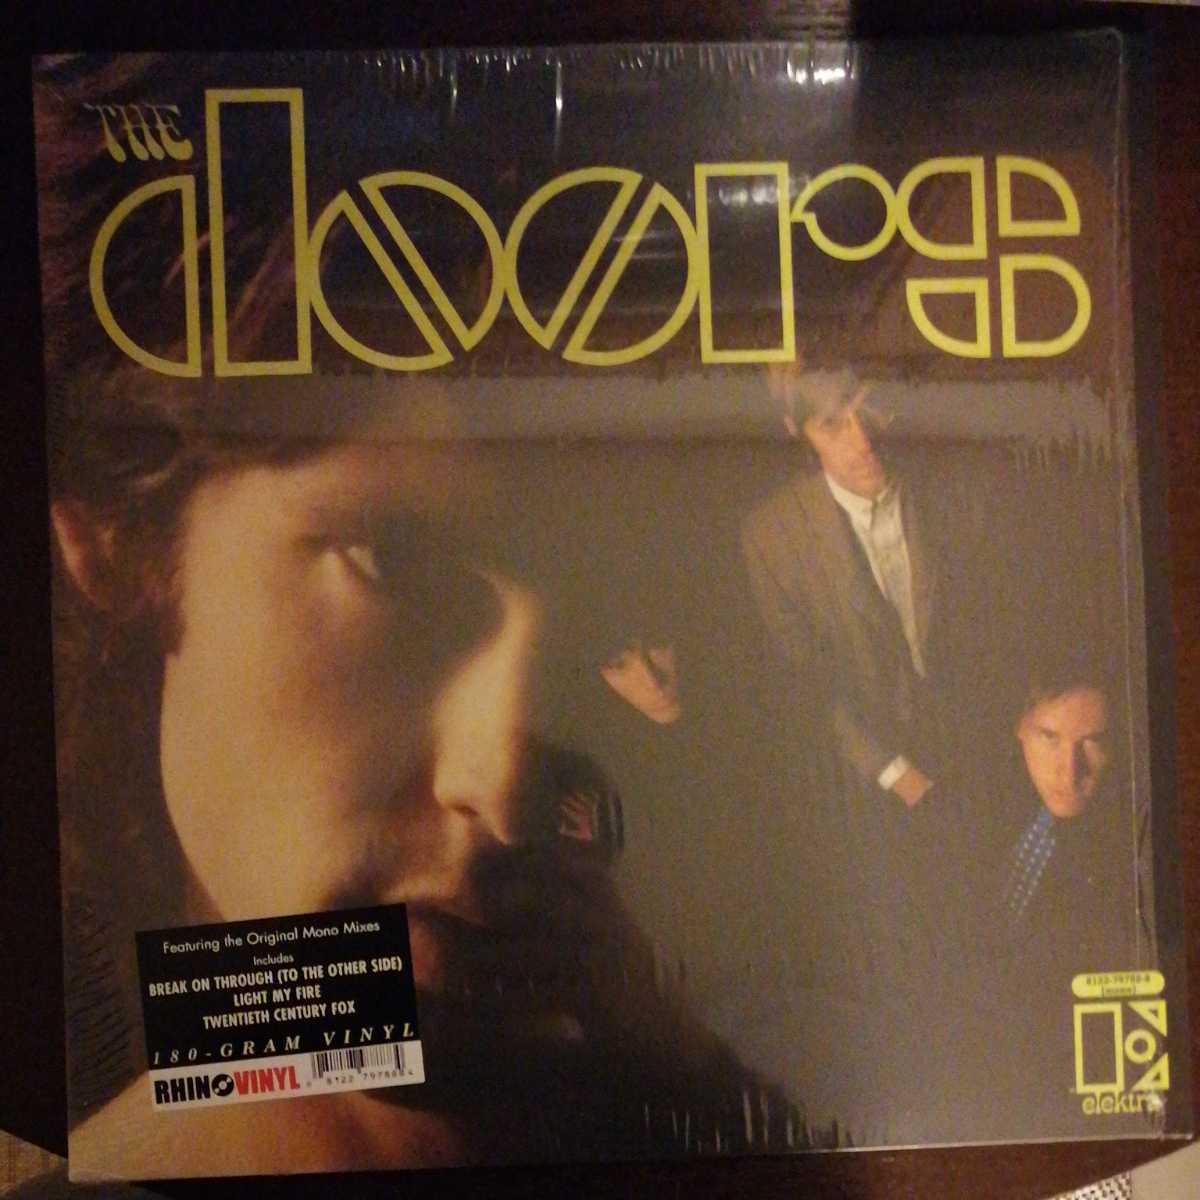 THE
doors
Featuring the Original Mono Mixes
Includes
BREAK ON THROUGH (TO THE OTHER SIDE)
LIGHT MY FIRE
TWENTIETH CENTURY FOX
180-GRAM VINYL
RHINO VINYL
elektra